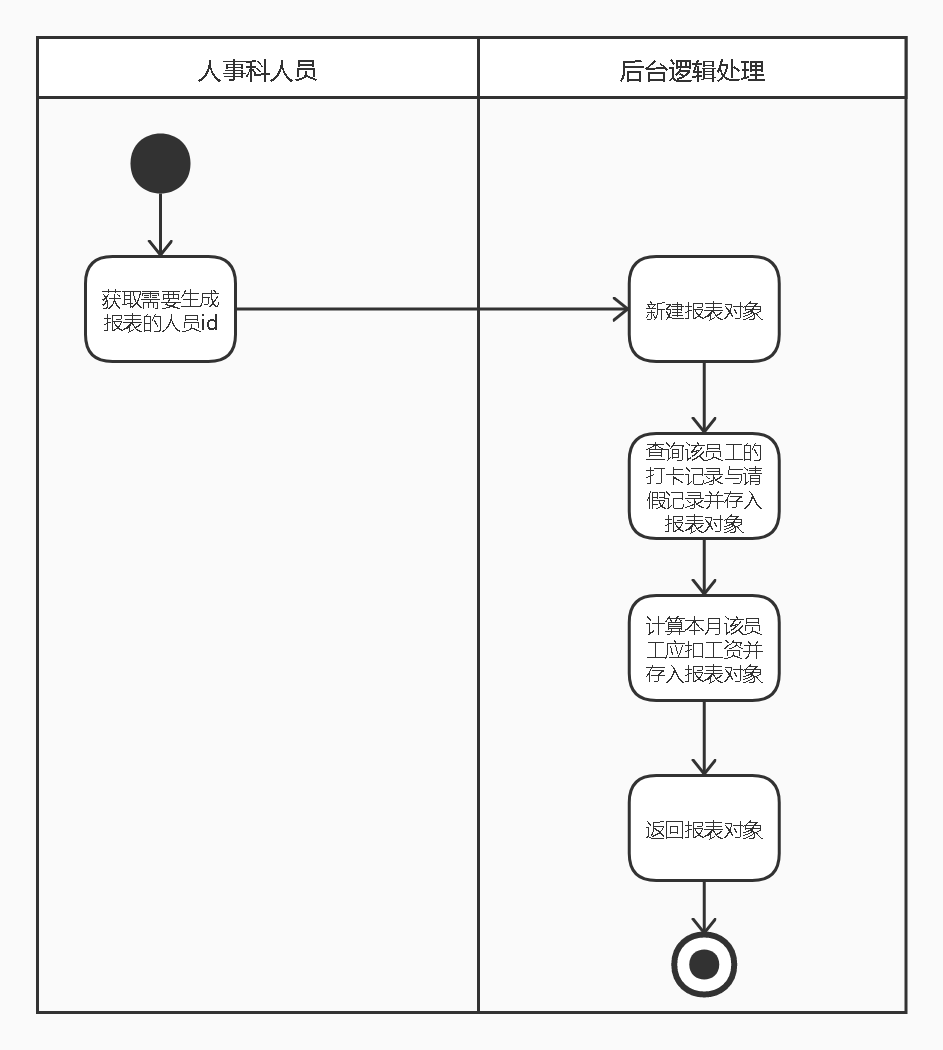 人事科人员
后台逻辑处理
获取需要生成
报表的人员id
新建报表对象
查询该员工的
打卡记录与请
假记录并存入
报表对象
计算本月该员
工应扣工资并
存入报表对象
返回报表对象